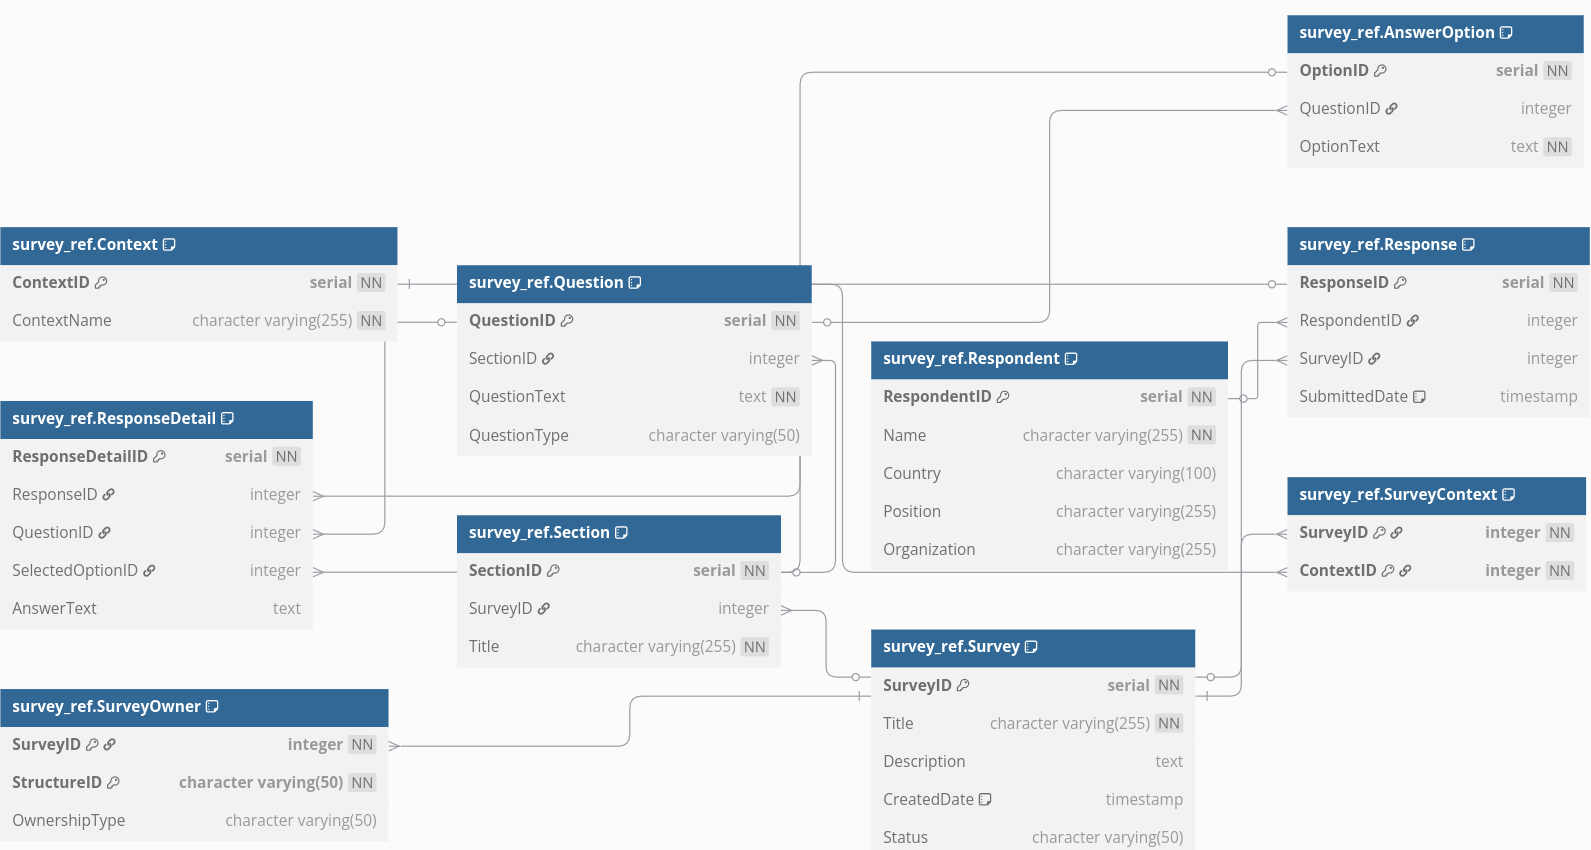 survey_ref.AnswerOption
OptionID serial NN
QuestionID integer
OptionText text NN
survey_ref.Context
ContextID serial NN
ContextName character varying(255) NN
survey_ref.Question
QuestionID serial NN
SectionID integer
QuestionText text NN
QuestionType character varying(50)
survey_ref.Response
ResponseID serial NN
RespondentID integer
SurveyID integer
SubmittedDate timestamp
survey_ref.Respondent
RespondentID serial NN
Name character varying(255) NN
Country character varying(100)
Position character varying(255)
Organization character varying(255)
survey_ref.ResponseDetail
ResponseDetailID serial NN
ResponseID integer
QuestionID integer
SelectedOptionID integer
AnswerText text
survey_ref.Section
SectionID serial NN
SurveyID integer
Title character varying(255) NN
survey_ref.SurveyContext
SurveyID integer NN
ContextID integer NN
survey_ref.Survey
SurveyID serial NN
Title character varying(255) NN
Description text
CreatedDate timestamp
Status character varying(50)
survey_ref.SurveyOwner
SurveyID integer NN
StructureID character varying(50) NN
OwnershipType character varying(50)